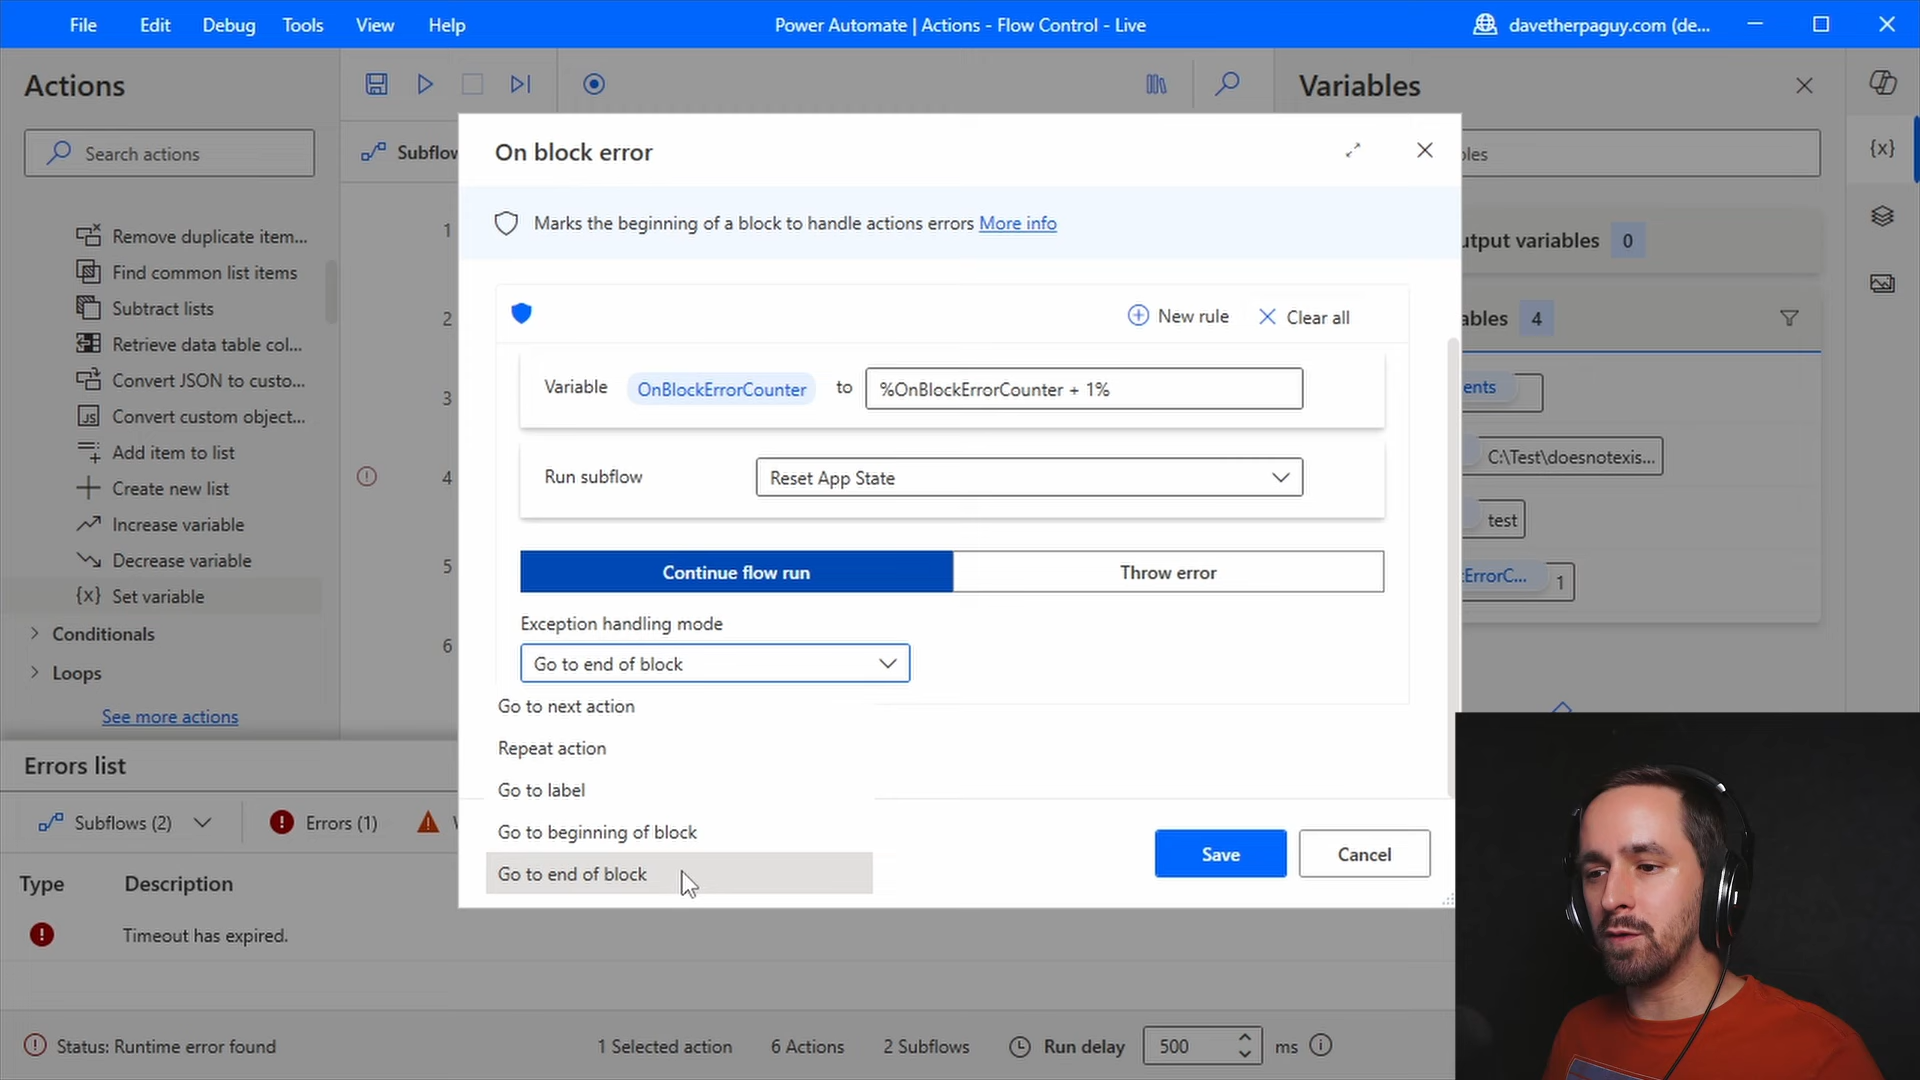 File Edit Debug Tools View Help
Power Automate | Actions - Flow Control - Live
davetherpaguy.com (de...
Actions
Search actions
Remove duplicate item...
Find common list items
Subtract lists
Retrieve data table col...
Convert JSON to custo...
Convert custom object...
Add item to list
Create new list
Increase variable
Decrease variable
{x} Set variable
Conditionals
Loops
See more actions
Subflow
1
2
3
4
5
6
On block error
Marks the beginning of a block to handle actions errors More info
New rule Clear all
Variable OnBlockErrorCounter to %OnBlockErrorCounter + 1%
Run subflow Reset App State
Continue flow run Throw error
Exception handling mode
Go to end of block
Go to next action
Repeat action
Go to label
Go to beginning of block
Go to end of block
Save Cancel
Variables
bles
utput variables 0
ables 4
ents
C:\Test\doesnotexis...
test
ErrorC... 1
{x}
Errors list
Subflows (2) Errors (1)
Type Description
Timeout has expired.
Status: Runtime error found 1 Selected action 6 Actions 2 Subflows Run delay 500 ms